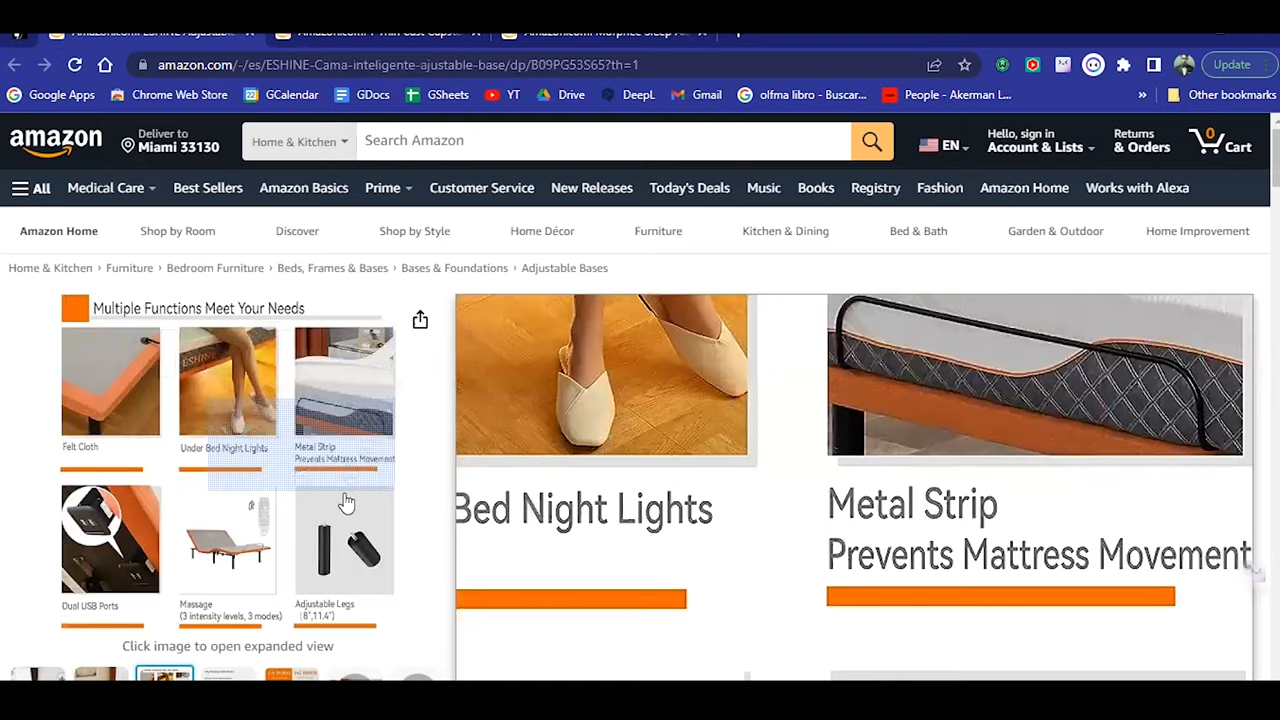 amazon.com/-/es/ESHINE-Cama-inteligente-ajustable-base/dp/B09PG53S65?th=1
Update
Google Apps
Chrome Web Store
GCalendar
GDocs
GSheets
YT
Drive
DeepL
Gmail
olfma libro - Buscar...
People - Akerman L...
»
Other bookmarks
amazon
Deliver to
Miami 33130
Home & Kitchen
Search Amazon
EN
Hello, sign in
Account & Lists
Returns
& Orders
0
Cart
All
Medical Care
Best Sellers
Amazon Basics
Prime
Customer Service
New Releases
Today's Deals
Music
Books
Registry
Fashion
Amazon Home
Works with Alexa
Amazon Home
Shop by Room
Discover
Shop by Style
Home Décor
Furniture
Kitchen & Dining
Bed & Bath
Garden & Outdoor
Home Improvement
Home & Kitchen › Furniture › Bedroom Furniture › Beds, Frames & Bases › Bases & Foundations › Adjustable Bases
Multiple Functions Meet Your Needs
ESHINE
Felt Cloth
Under Bed Night Lights
Metal Strip
Prevents Mattress Movement
Dual USB Ports
Massage
(3 intensity levels, 3 modes)
Adjustable Legs
(8",11.4")
Click image to open expanded view
Bed Night Lights
Metal Strip
Prevents Mattress Movement